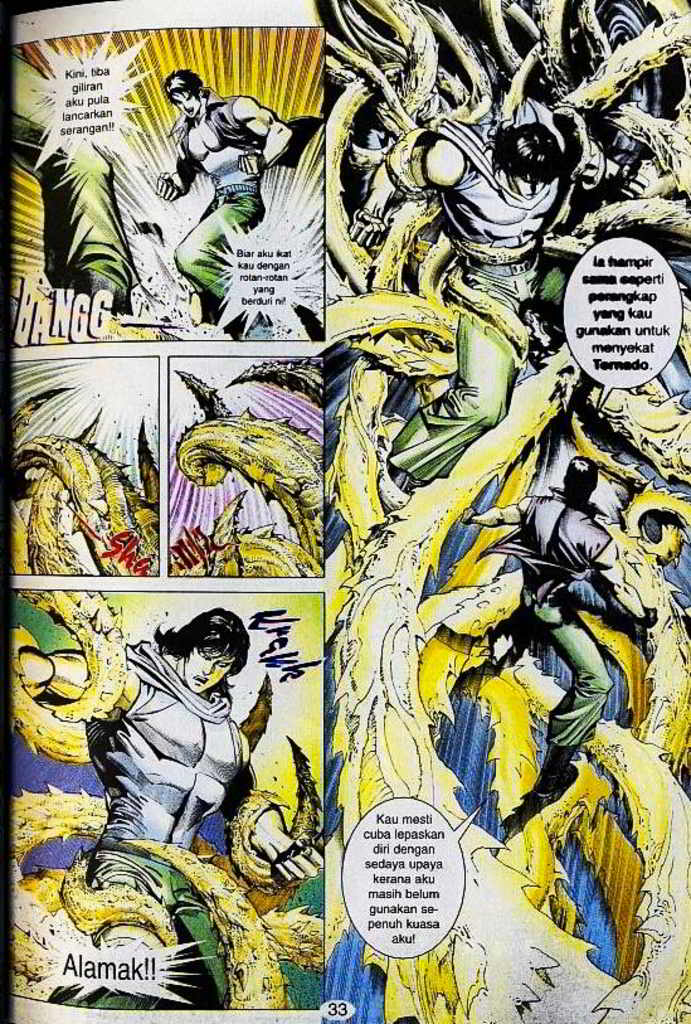 Kini, tiba
giliran
aku pula
lancarkan
serangan!!
Biar aku ikat
kau dengan
rotan-rotan
yang
berduri ni!
BANGG
Ia hampir
sama seperti
perangkap
yang kau
gunakan untuk
menyekat
Tornado.
Alamak!!
Kau mesti
cuba lepaskan
diri dengan
sedaya upaya
kerana aku
masih belum
gunakan se-
penuh kuasa
aku!
33